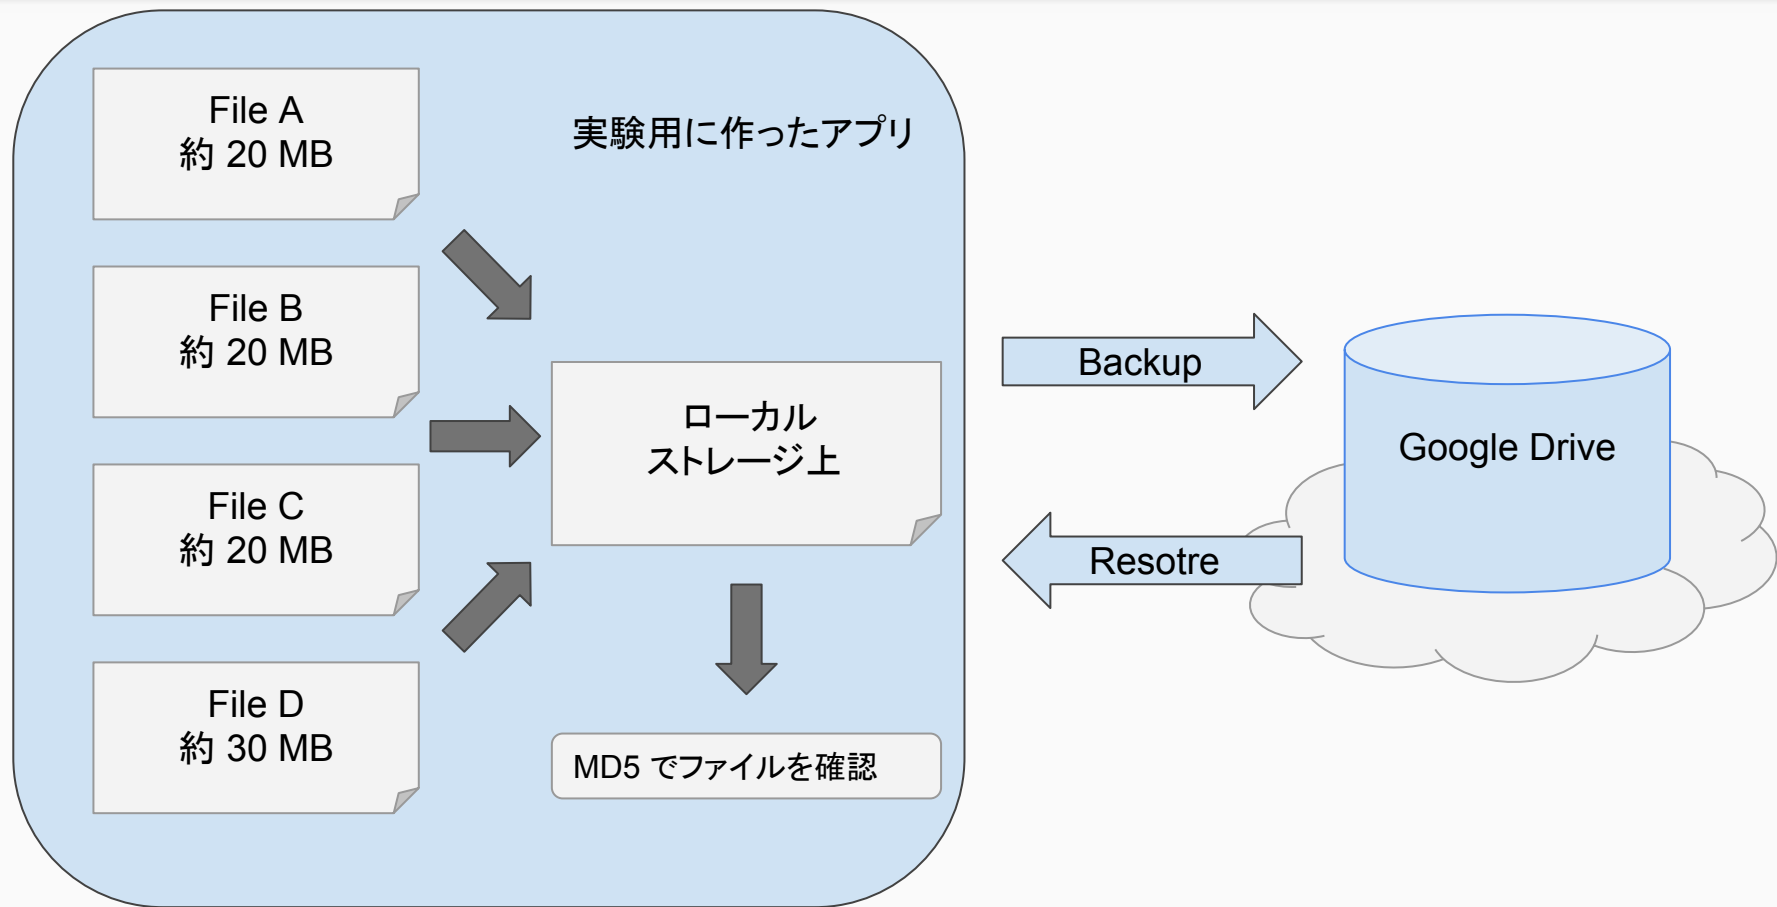 File A
約 20 MB
実験用に作ったアプリ
File B
約 20 MB
File C
約 20 MB
File D
約 30 MB
ローカル
ストレージ上
MD5 でファイルを確認
Backup
Resotre
Google Drive